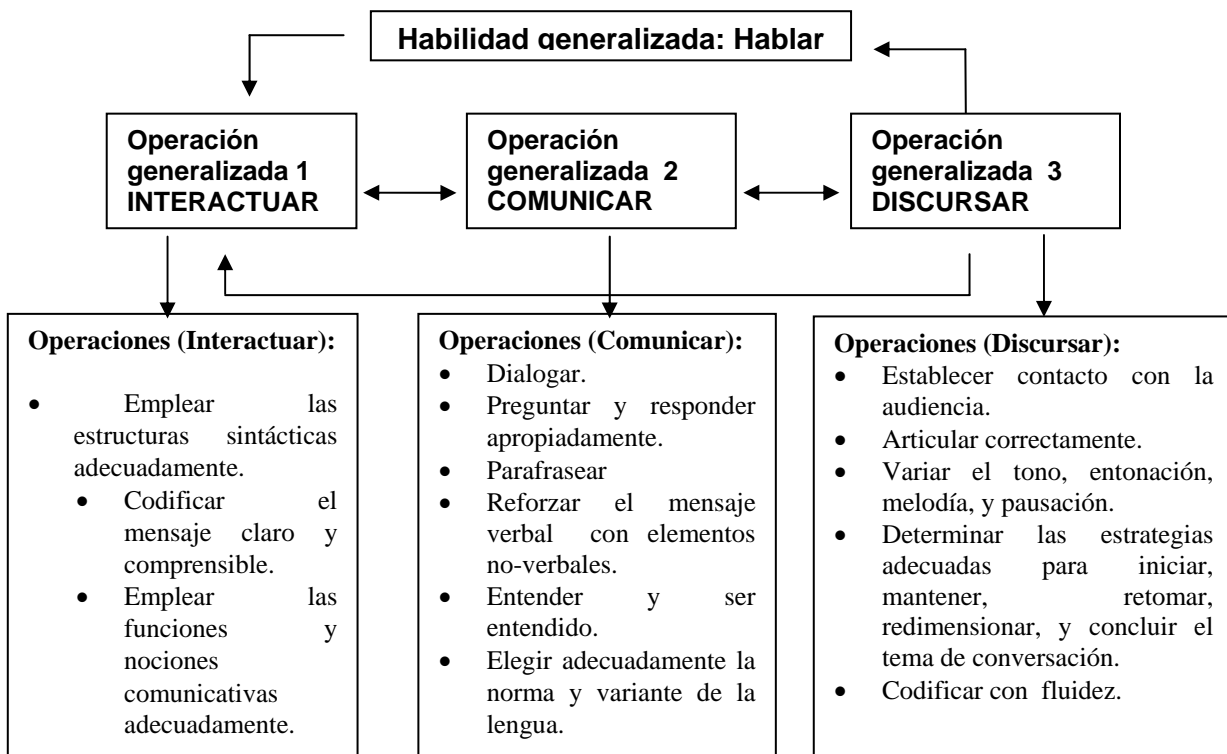 Habilidad generalizada: Hablar
Operación
generalizada 1
INTERACTUAR
Operación
generalizada 2
COMUNICAR
Operación
generalizada 3
DISCURSAR
Operaciones (Interactuar):
• Emplear las
estructuras sintácticas
adecuadamente.
• Codificar el
mensaje claro y
comprensible.
• Emplear las
funciones y
nociones
comunicativas
adecuadamente.
Operaciones (Comunicar):
• Dialogar.
• Preguntar y responder
apropiadamente.
• Parafrasear
• Reforzar el mensaje
verbal con elementos
no-verbales.
• Entender y ser
entendido.
• Elegir adecuadamente la
norma y variante de la
lengua.
Operaciones (Discursar):
• Establecer contacto con la
audiencia.
• Articular correctamente.
• Variar el tono, entonación,
melodía, y pausación.
• Determinar las estrategias
adecuadas para iniciar,
mantener, retomar,
redimensionar, y concluir el
tema de conversación.
• Codificar con fluidez.